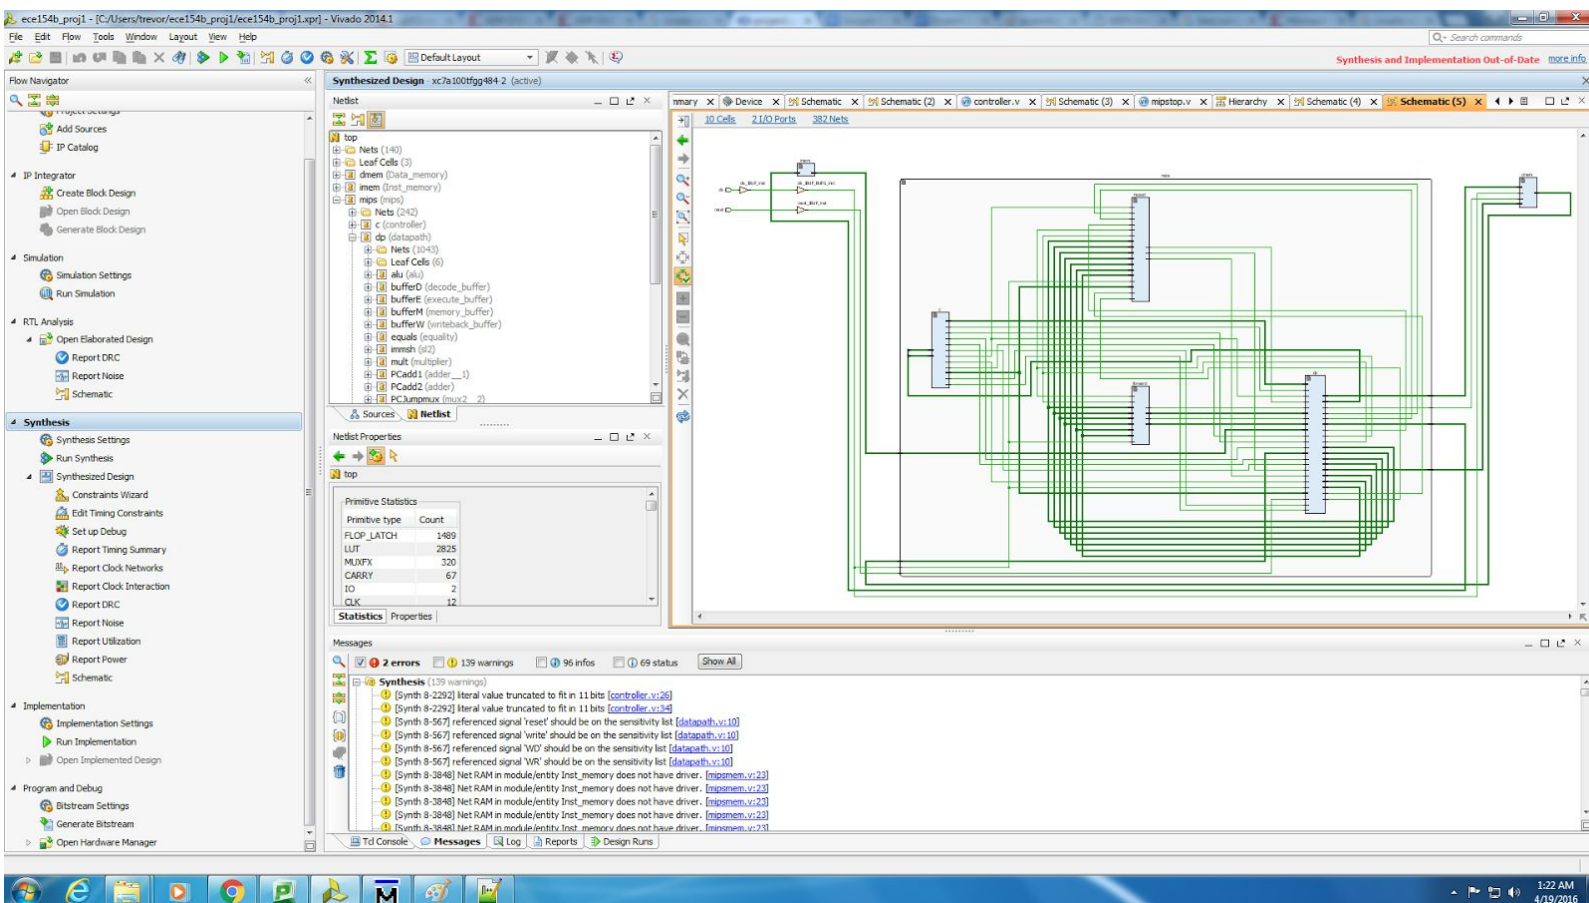 ece154b_proj1 - [C:/Users/trevor/ece154b_proj1/ece154b_proj1.xpr] - Vivado 2014.1
File Edit Flow Tools Window Layout View Help
Search commands
Default Layout
Synthesis and Implementation Out-of-Date more info
Flow Navigator
Project Settings
Add Sources
IP Catalog
IP Integrator
Create Block Design
Open Block Design
Generate Block Design
Simulation
Simulation Settings
Run Simulation
RTL Analysis
Open Elaborated Design
Report DRC
Report Noise
Schematic
Synthesis
Synthesis Settings
Run Synthesis
Synthesized Design
Constraints Wizard
Edit Timing Constraints
Set up Debug
Report Timing Summary
Report Clock Networks
Report Clock Interaction
Report DRC
Report Noise
Report Utilization
Report Power
Schematic
Implementation
Implementation Settings
Run Implementation
Open Implemented Design
Program and Debug
Bitstream Settings
Generate Bitstream
Open Hardware Manager
Synthesized Design - xc7a100tfgg484-2 (active)
Netlist
top
Nets (140)
Leaf Cells (3)
dmem (Data_memory)
imem (Inst_memory)
mips (mips)
Nets (242)
c (controller)
dp (datapath)
Nets (1043)
Leaf Cells (6)
alu (alu)
bufferD (decode_buffer)
bufferE (execute_buffer)
bufferM (memory_buffer)
bufferW (writeback_buffer)
equals (equality)
immsh (sl2)
mult (multiplier)
PCadd1 (adder__1)
PCadd2 (adder)
PCJumpmux (mux2__2)
Sources Netlist
Netlist Properties
top
Primitive Statistics
Primitive type Count
FLOP_LATCH 1489
LUT 2825
MUXFX 320
CARRY 67
IO 2
CLK 12
Statistics Properties
mmary Device Schematic Schematic (2) controller.v Schematic (3) mipstop.v Hierarchy Schematic (4) Schematic (5)
10 Cells 2 I/O Ports 382 Nets
Messages
2 errors 139 warnings 96 infos 69 status Show All
Synthesis (139 warnings)
[Synth 8-2292] literal value truncated to fit in 11 bits [controller.v:26]
[Synth 8-2292] literal value truncated to fit in 11 bits [controller.v:34]
[Synth 8-567] referenced signal 'reset' should be on the sensitivity list [datapath.v:10]
[Synth 8-567] referenced signal 'write' should be on the sensitivity list [datapath.v:10]
[Synth 8-567] referenced signal 'WD' should be on the sensitivity list [datapath.v:10]
[Synth 8-567] referenced signal 'WR' should be on the sensitivity list [datapath.v:10]
[Synth 8-3848] Net RAM in module/entity Inst_memory does not have driver. [mipsmem.v:23]
[Synth 8-3848] Net RAM in module/entity Inst_memory does not have driver. [mipsmem.v:23]
[Synth 8-3848] Net RAM in module/entity Inst_memory does not have driver. [mipsmem.v:23]
[Synth 8-3848] Net RAM in module/entity Inst_memory does not have driver. [mipsmem.v:23]
[Synth 8-3848] Net RAM in module/entity Inst_memory does not have driver. [mipsmem.v:23]
Tcl Console Messages Log Reports Design Runs
1:22 AM
4/19/2016